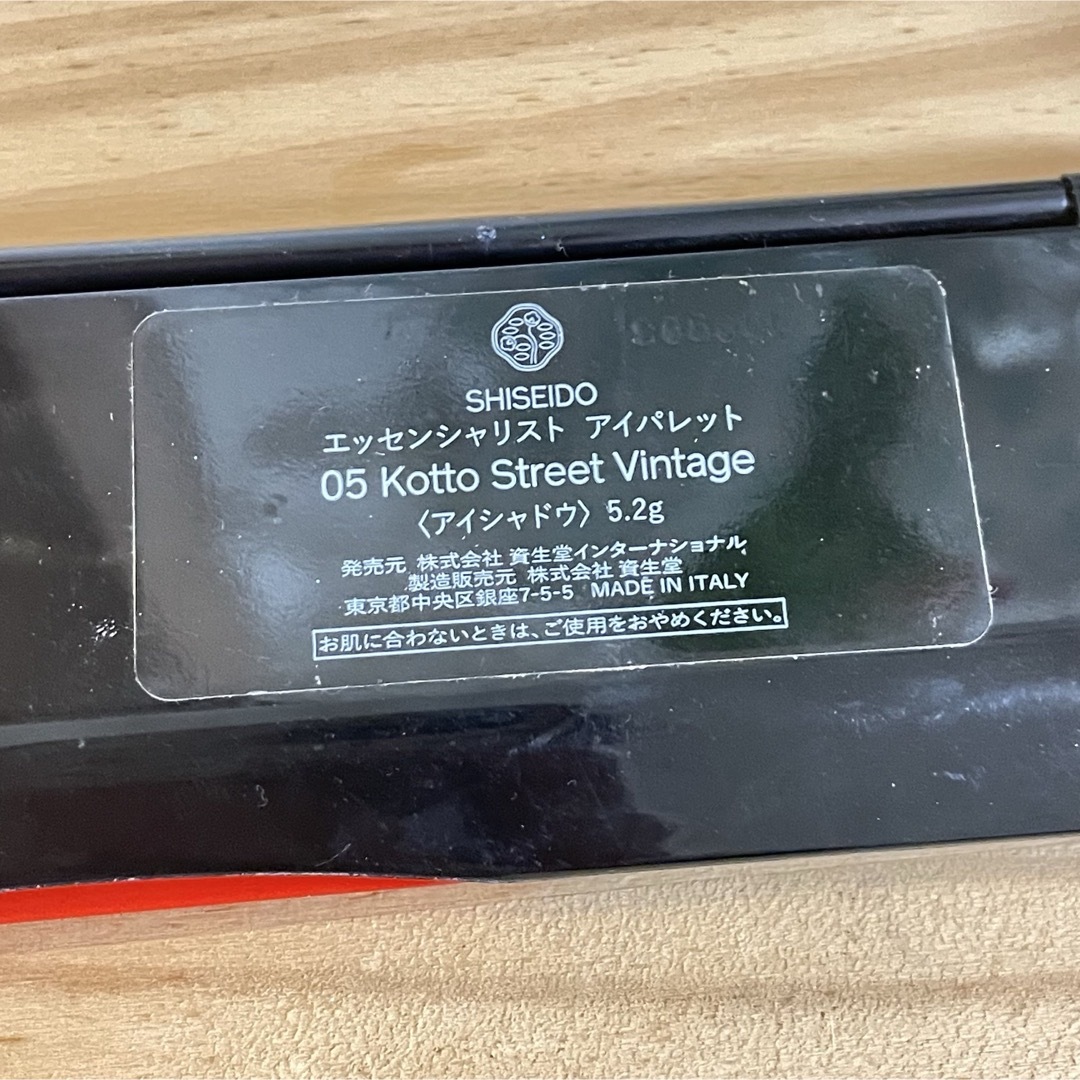 SHISEIDO
エッセンシャリスト アイパレット
05 Kotto Street Vintage
〈アイシャドウ〉 5.2g
発売元 株式会社 資生堂インターナショナル
製造販売元 株式会社 資生堂
東京都中央区銀座7-5-5 MADE IN ITALY
お肌に合わないときは、ご使用をおやめください。